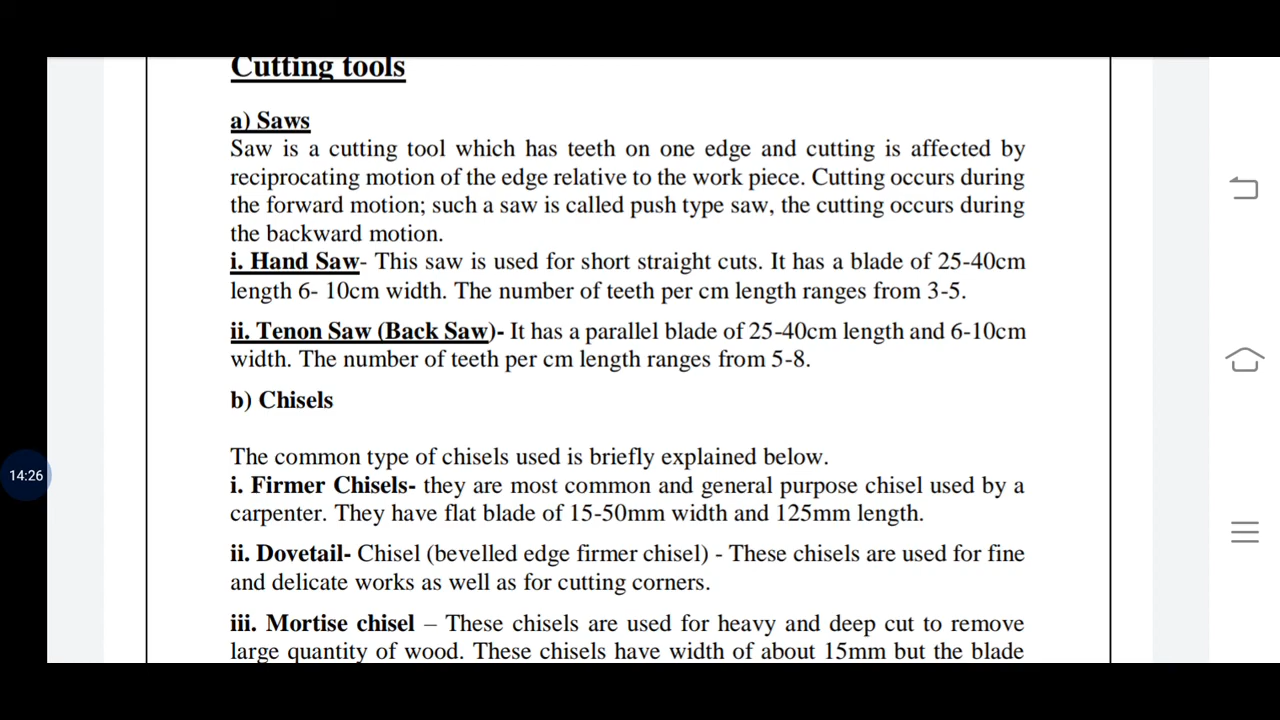 Cutting tools
a) Saws
Saw is a cutting tool which has teeth on one edge and cutting is affected by
reciprocating motion of the edge relative to the work piece. Cutting occurs during
the forward motion; such a saw is called push type saw, the cutting occurs during
the backward motion.
i. Hand Saw- This saw is used for short straight cuts. It has a blade of 25-40cm
length 6- 10cm width. The number of teeth per cm length ranges from 3-5.
ii. Tenon Saw (Back Saw)- It has a parallel blade of 25-40cm length and 6-10cm
width. The number of teeth per cm length ranges from 5-8.
b) Chisels
The common type of chisels used is briefly explained below.
14:26
i. Firmer Chisels- they are most common and general purpose chisel used by a
carpenter. They have flat blade of 15-50mm width and 125mm length.
ii. Dovetail- Chisel (bevelled edge firmer chisel) - These chisels are used for fine
and delicate works as well as for cutting corners.
iii. Mortise chisel – These chisels are used for heavy and deep cut to remove
large quantity of wood. These chisels have width of about 15mm but the blade